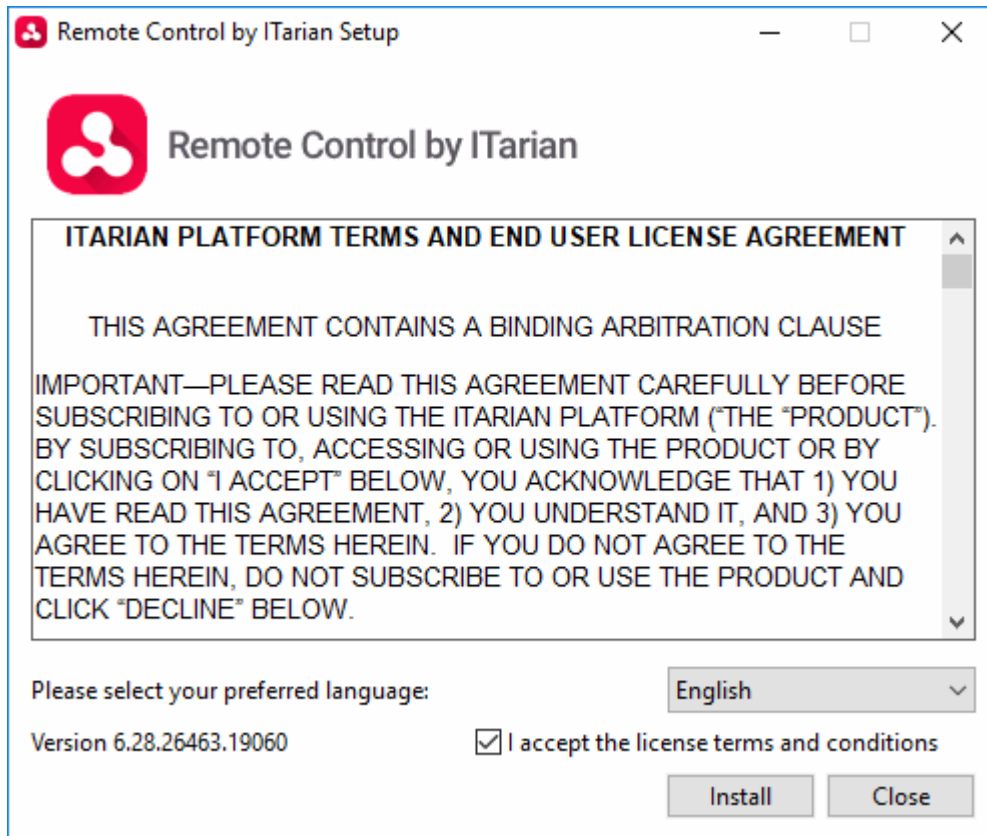 Remote Control by ITarian Setup
Remote Control by ITarian
ITARIAN PLATFORM TERMS AND END USER LICENSE AGREEMENT
THIS AGREEMENT CONTAINS A BINDING ARBITRATION CLAUSE
IMPORTANT—PLEASE READ THIS AGREEMENT CAREFULLY BEFORE
SUBSCRIBING TO OR USING THE ITARIAN PLATFORM (“THE “PRODUCT”).
BY SUBSCRIBING TO, ACCESSING OR USING THE PRODUCT OR BY
CLICKING ON “I ACCEPT” BELOW, YOU ACKNOWLEDGE THAT 1) YOU
HAVE READ THIS AGREEMENT, 2) YOU UNDERSTAND IT, AND 3) YOU
AGREE TO THE TERMS HEREIN.  IF YOU DO NOT AGREE TO THE
TERMS HEREIN, DO NOT SUBSCRIBE TO OR USE THE PRODUCT AND
CLICK “DECLINE” BELOW.
Please select your preferred language:
English
Version 6.28.26463.19060
I accept the license terms and conditions
Install
Close